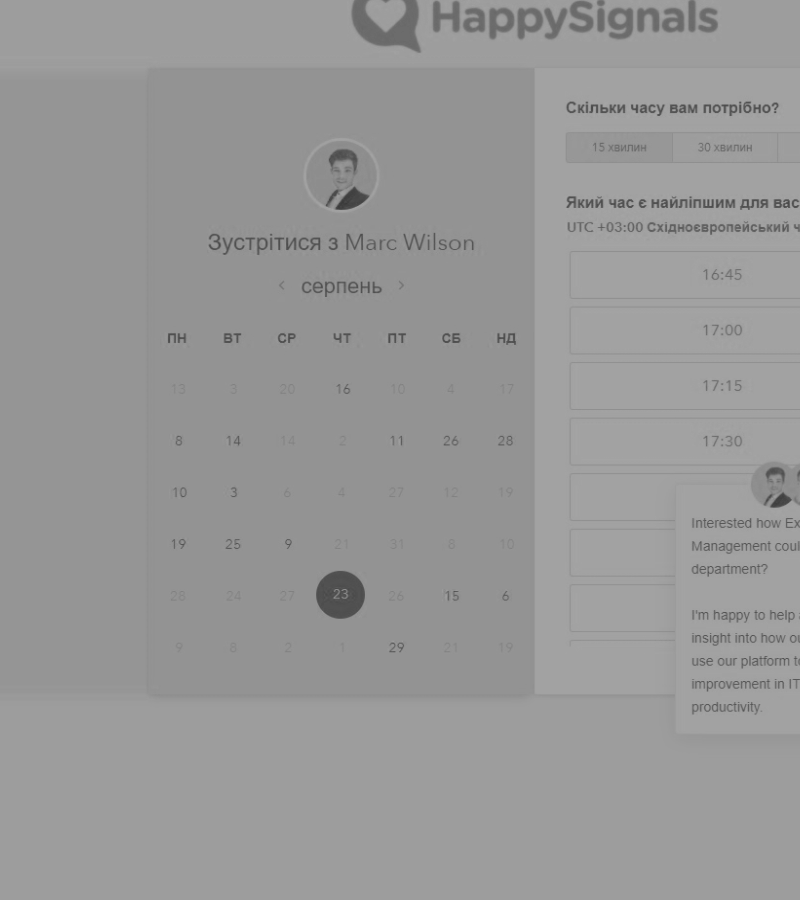 HappySignals
Зустрітися з Marc Wilson
серпень
ПН ВТ СР ЧТ ПТ СБ НД
13 3 20 16 10 4 17
8 14 14 2 11 26 28
10 3 6 4 27 12 19
19 25 9 21 31 8 10
28 24 27 23 26 15 6
9 8 2 1 29 21 19
Скільки часу вам потрібно?
15 хвилин 30 хвилин
Який час є найліпшим для вас
UTC +03:00 Східноєвропейський ч
16:45
17:00
17:15
17:30
Interested how Ex
Management coul
department?
I'm happy to help a
insight into how ou
use our platform to
improvement in IT
productivity.